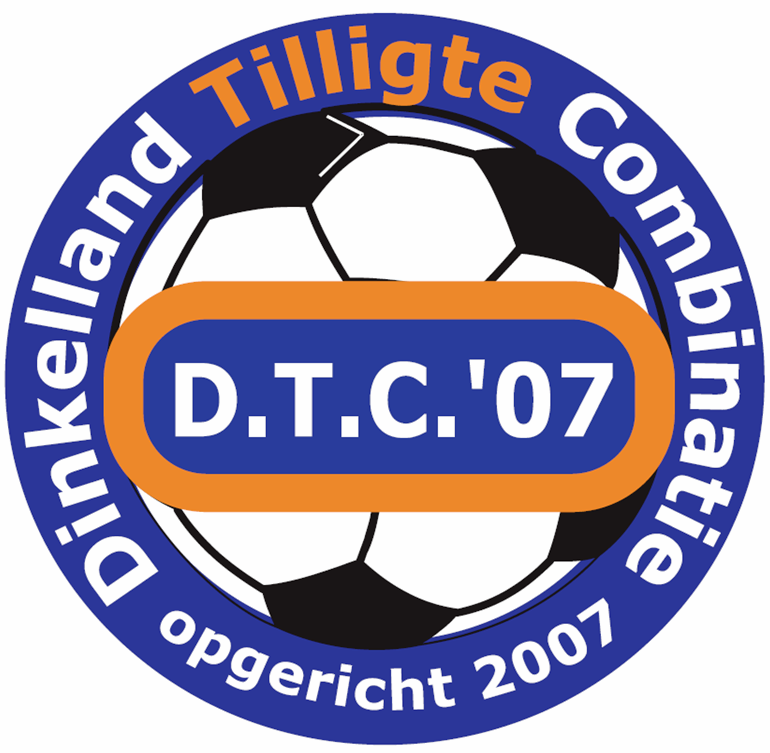 Dinkelland Tilligte Combinatie
D.T.C.'07
opgericht 2007